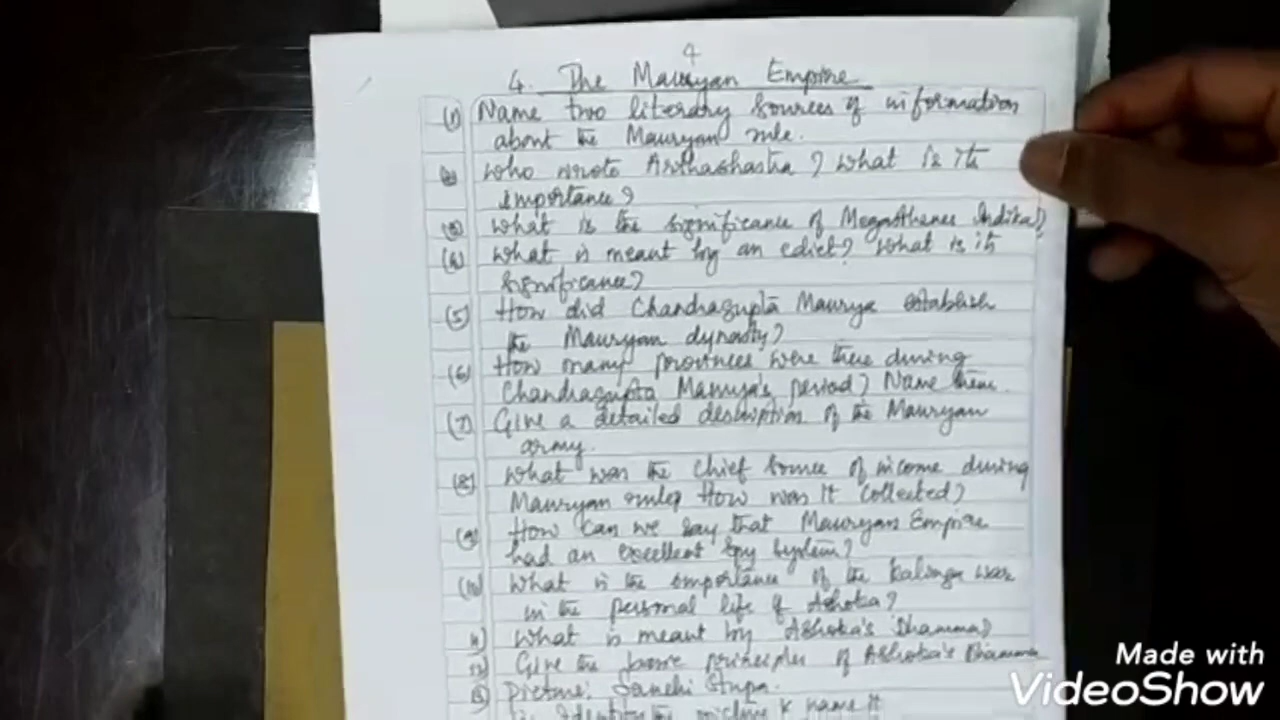 4
4. The Mauryan Empire
(1) Name two literary sources of information
about the Mauryan rule.
Who wrote Arthashastra? What is its
importance?
(3) What is the significance of Megasthenes Indika?
(4) What is meant by an edict? What is its
significance?
(5) How did Chandragupta Maurya establish
the Mauryan dynasty?
(6) How many provinces were there during
Chandragupta Maurya's period? Name them.
(7) Give a detailed description of the Mauryan
army.
(8) What was the chief source of income during
Mauryan rule? How was it collected?
(9) How can we say that Mauryan Empire
had an excellent spy system?
(10) What is the importance of the Kalinga war
in the personal life of Ashoka?
11) What is meant by Ashoka's Dhamma?
12) Give the basic principles of Ashoka's Dhamma
13) Picture: Sanchi Stupa.
Identify the picture & name it
Made with
VideoShow